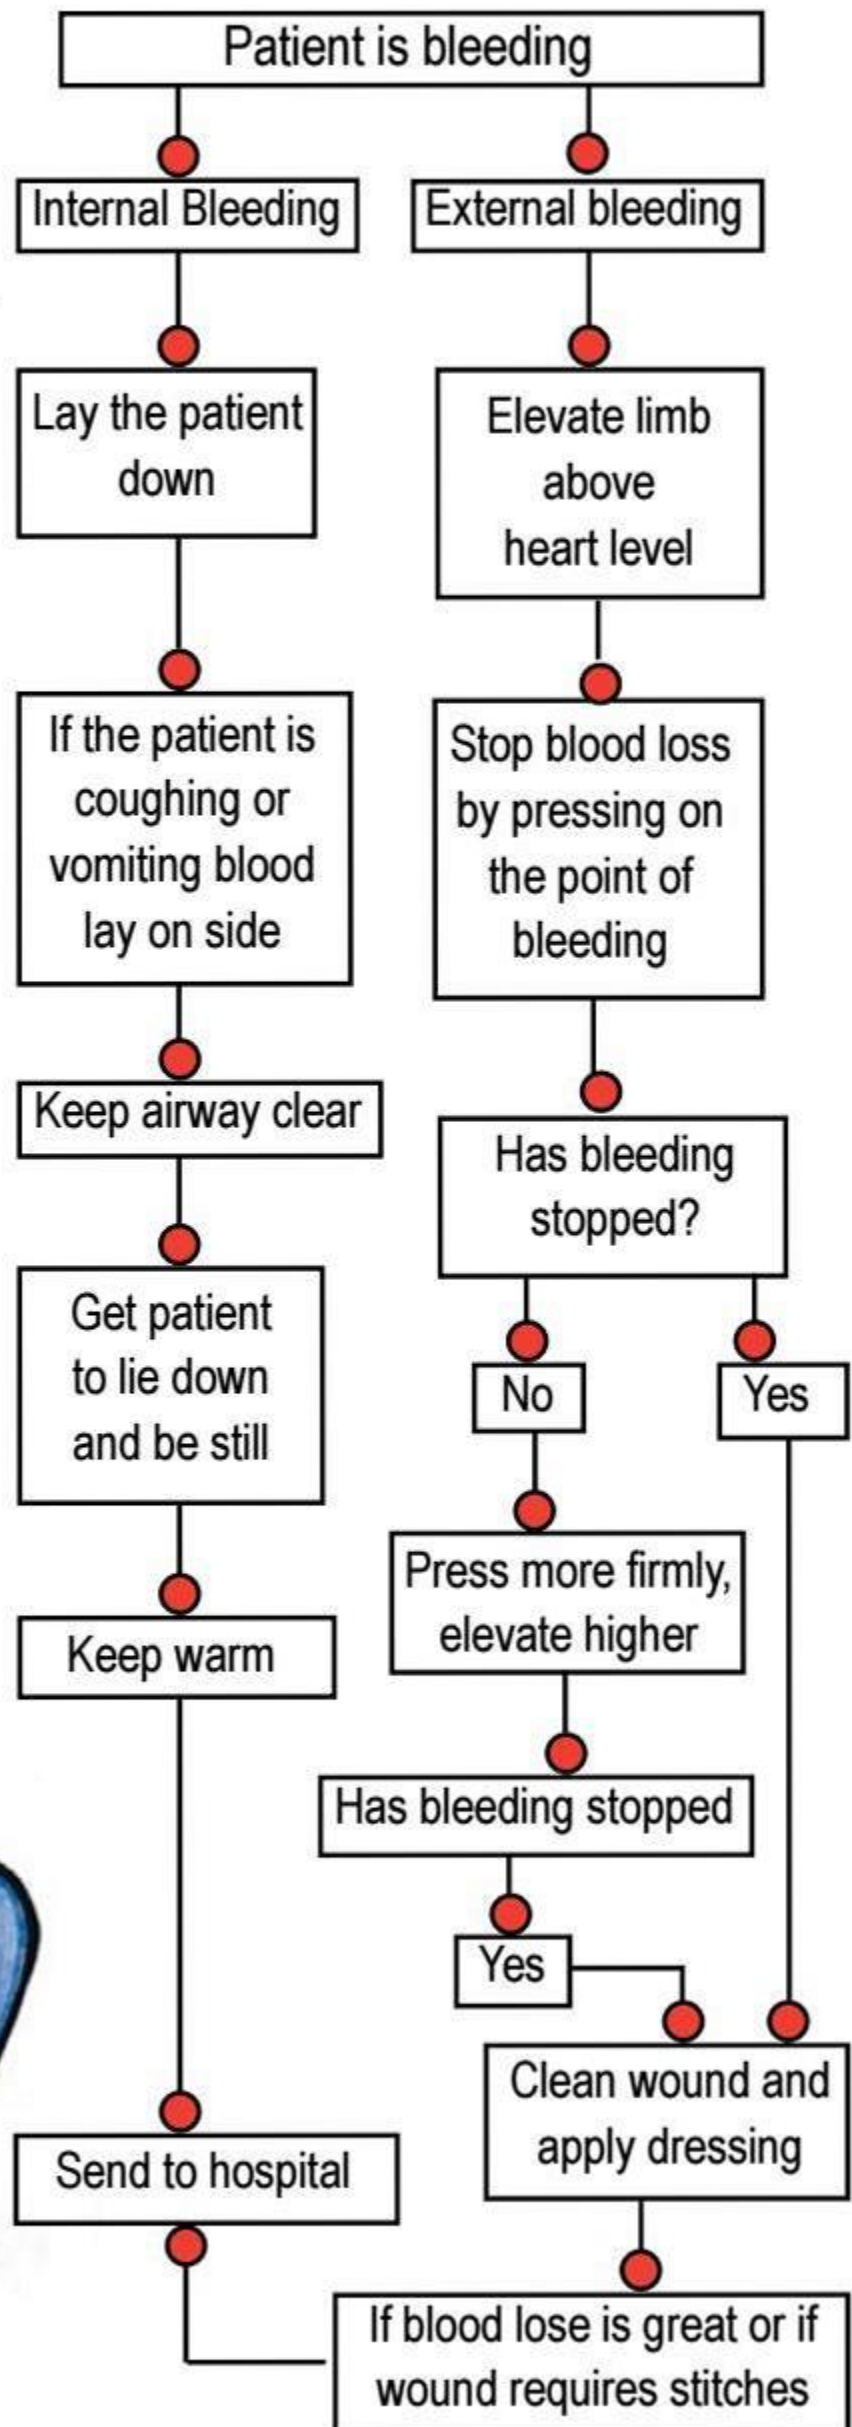 Patient is bleeding
Internal Bleeding
Lay the patient
down
If the patient is
coughing or
vomiting blood
lay on side
Keep airway clear
Get patient
to lie down
and be still
Keep warm
Send to hospital
External bleeding
Elevate limb
above
heart level
Stop blood loss
by pressing on
the point of
bleeding
Has bleeding
stopped?
No
Yes
Press more firmly,
elevate higher
Has bleeding stopped
Yes
Clean wound and
apply dressing
If blood lose is great or if
wound requires stitches